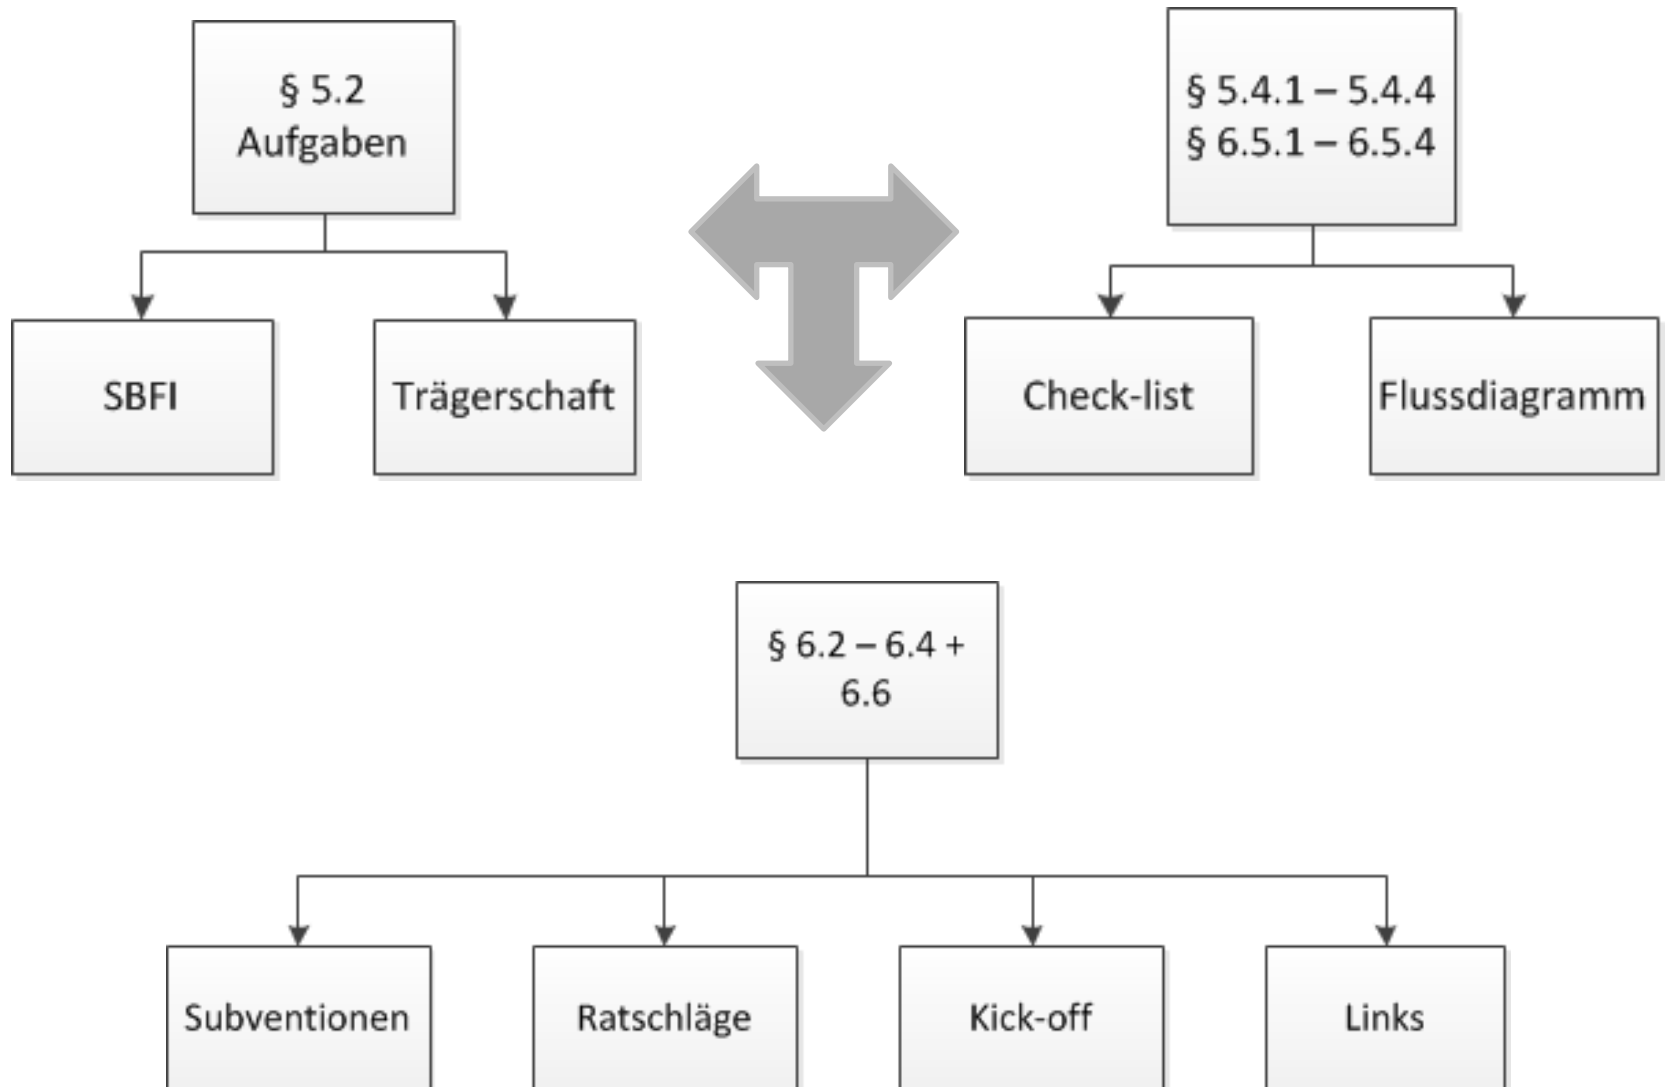 § 5.2
Aufgaben
SBFI
Trägerschaft
§ 5.4.1 – 5.4.4
§ 6.5.1 – 6.5.4
Check-list
Flussdiagramm
§ 6.2 – 6.4 +
6.6
Subventionen
Ratschläge
Kick-off
Links